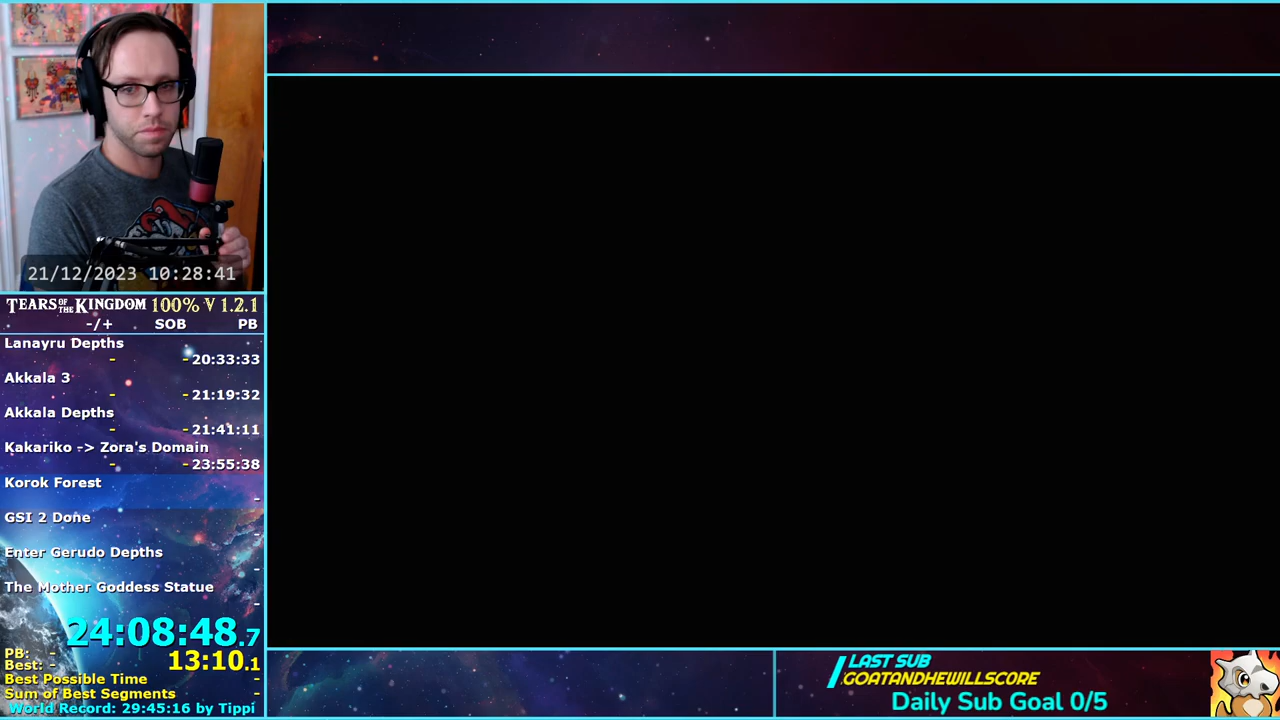 21/12/2023 10:28:41
TEARS OF THE KINGDOM 100% V 1.2.1
-/+ SOB PB
Lanayru Depths
- - 20:33:33
Akkala 3
- - 21:19:32
Akkala Depths
- - 21:41:11
Kakariko -> Zora's Domain
- - 23:55:38
Korok Forest
-
GSI 2 Done
-
Enter Gerudo Depths
-
The Mother Goddess Statue
-
24:08:48.7
PB: -
Best: -
13:10.1
Best Possible Time -
Sum of Best Segments -
World Record: 29:45:16 by Tippi
LAST SUB
GOATANDHEWILLSCORE
Daily Sub Goal 0/5